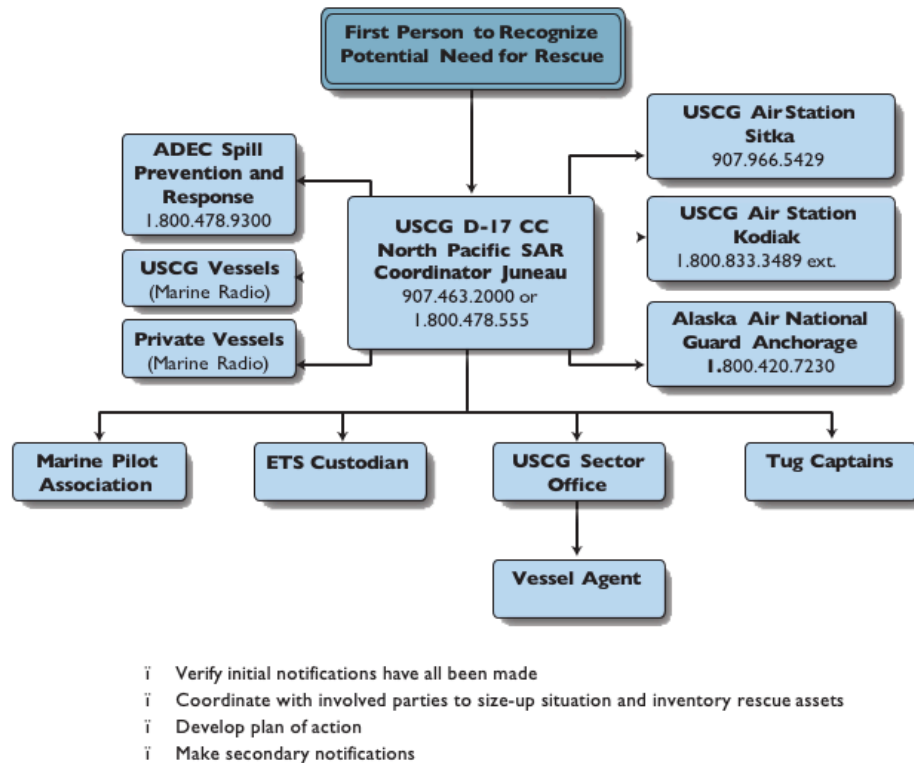 First Person to Recognize
Potential Need for Rescue
ADEC Spill
Prevention and
Response
1.800.478.9300
USCG Vessels
(Marine Radio)
Private Vessels
(Marine Radio)
USCG D-17 CC
North Pacific SAR
Coordinator Juneau
907.463.2000 or
1.800.478.555
USCG Air Station
Sitka
907.966.5429
USCG Air Station
Kodiak
1.800.833.3489 ext.
Alaska Air National
Guard Anchorage
1.800.420.7230
Marine Pilot
Association
ETS Custodian
USCG Sector
Office
Tug Captains
Vessel Agent
ï Verify initial notifications have all been made
ï Coordinate with involved parties to size-up situation and inventory rescue assets
ï Develop plan of action
ï Make secondary notifications